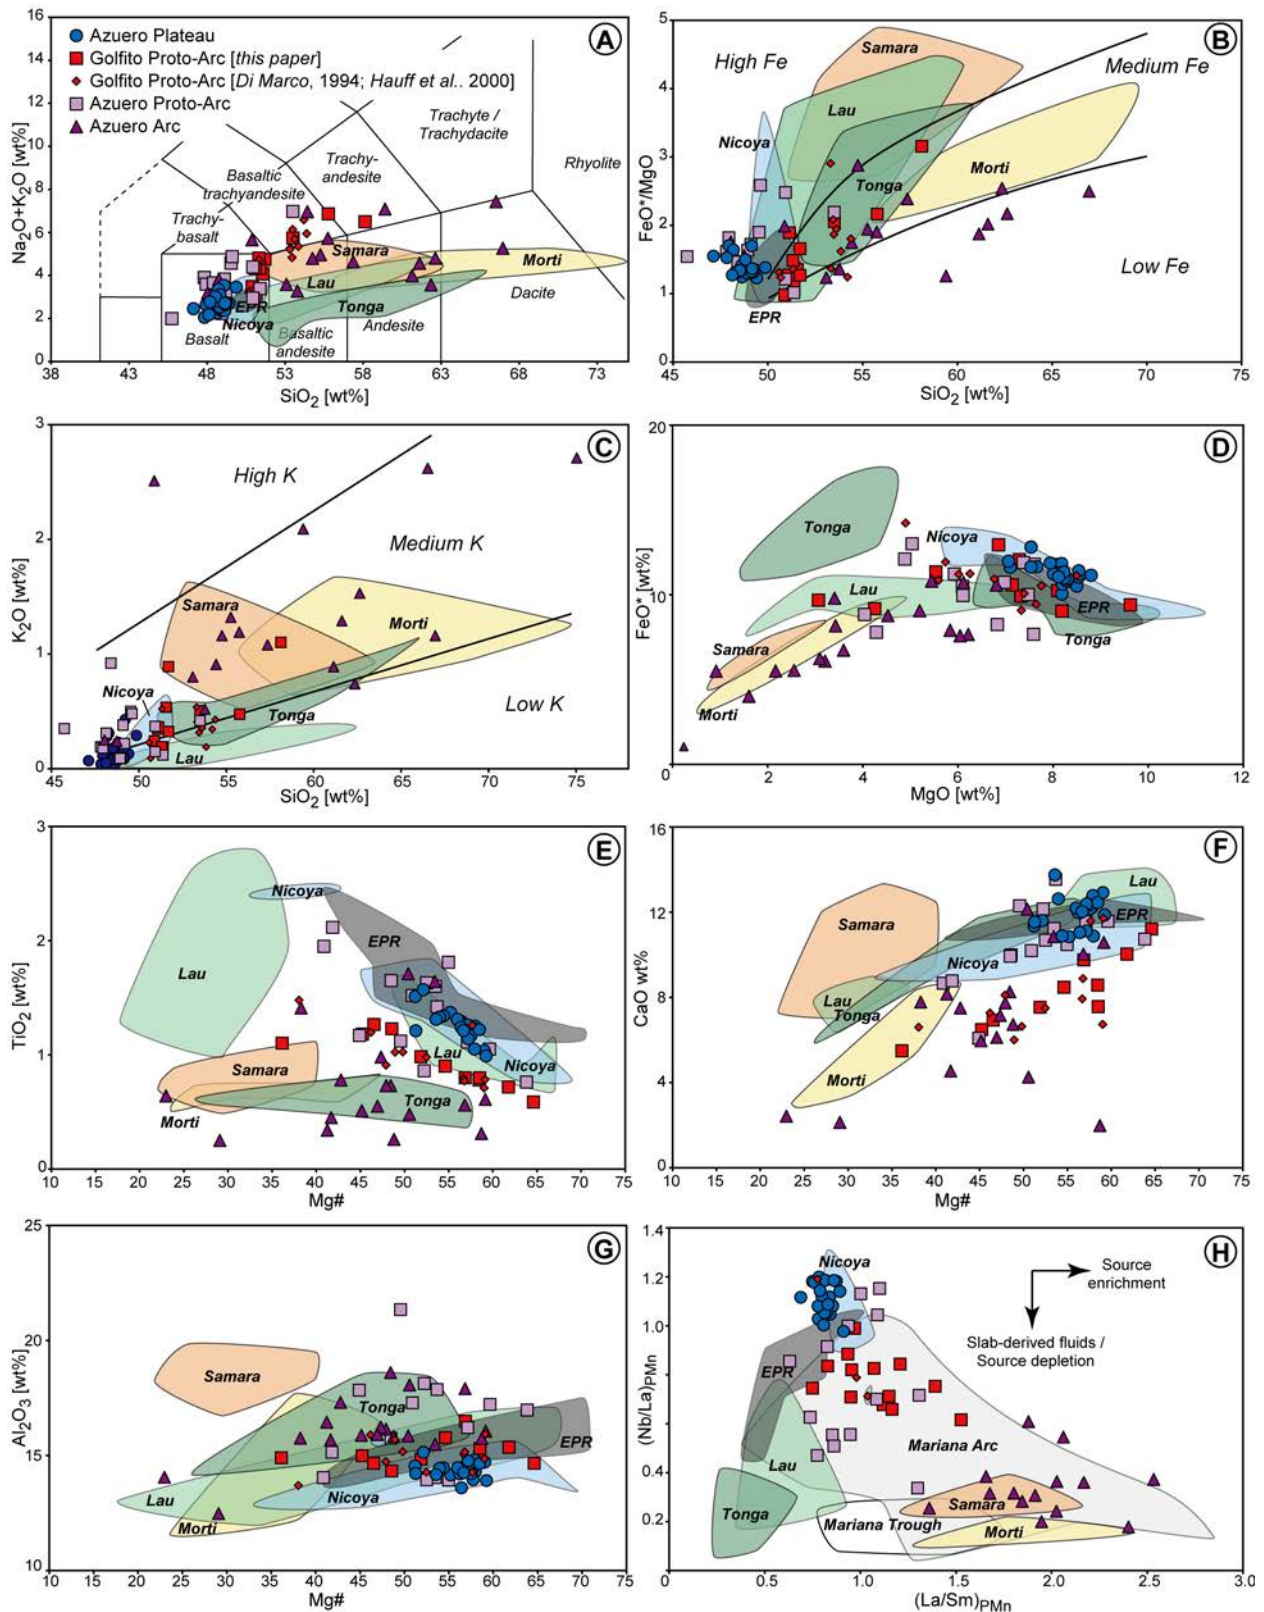 A
16
14
12
10
8
6
4
2
0
Na2O+K2O [wt%]
Azuero Plateau
Golfito Proto-Arc [this paper]
Golfito Proto-Arc [Di Marco, 1994; Hauff et al.. 2000]
Azuero Proto-Arc
Azuero Arc
Trachyte /
Trachydacite
Rhyolite
Trachy-
andesite
Basaltic
trachyandesite
Trachy-
basalt
Samara
Morti
Lau
Tonga
Dacite
EPR
Nicoya
Basalt
Basaltic
andesite
Andesite
38 43 48 53 58 63 68 73
SiO2 [wt%]
B
5
4
3
2
1
0
FeO*/MgO
High Fe
Samara
Medium Fe
Lau
Nicoya
Tonga
Morti
Low Fe
EPR
45 50 55 60 65 70 75
SiO2 [wt%]
C
3
2
1
0
K2O [wt%]
High K
Medium K
Samara
Morti
Nicoya
Tonga
Low K
Lau
45 50 55 60 65 70 75
SiO2 [wt%]
D
20
10
0
FeO* [wt%]
Tonga
Nicoya
Lau
EPR
Tonga
Samara
Morti
2 4 6 8 10 12
MgO [wt%]
E
3
2
1
0
TiO2 [wt%]
Nicoya
EPR
Lau
Lau
Nicoya
Samara
Tonga
Morti
10 15 20 25 30 35 40 45 50 55 60 65 70 75
Mg#
F
16
12
8
4
0
CaO wt%
Lau
EPR
Samara
Nicoya
Lau
Tonga
Morti
10 15 20 25 30 35 40 45 50 55 60 65 70 75
Mg#
G
25
20
15
10
Al2O3 [wt%]
Samara
Tonga
EPR
Lau
Nicoya
Morti
10 15 20 25 30 35 40 45 50 55 60 65 70 75
Mg#
H
1.4
1.2
1.0
0.8
0.6
0.4
0.2
(Nb/La)PMn
Nicoya
Source
enrichment
Slab-derived fluids /
Source depletion
EPR
Mariana Arc
Lau
Tonga
Samara
Mariana Trough
Morti
0 0.5 1.0 1.5 2.0 2.5 3.0
(La/Sm)PMn